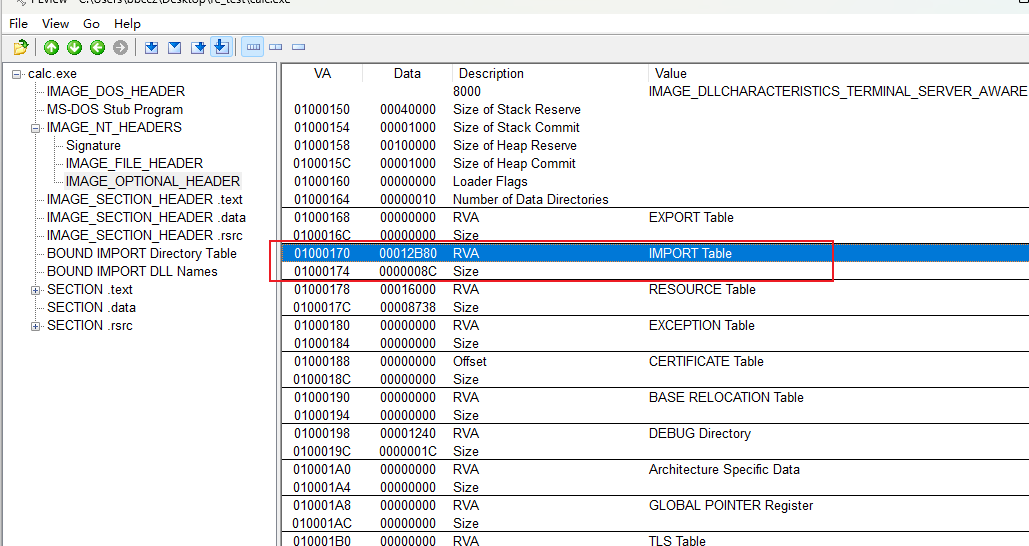 File View Go Help
VA Data Description Value
calc.exe 8000 IMAGE_DLLCHARACTERISTICS_TERMINAL_SERVER_AWARE
IMAGE_DOS_HEADER 01000150 00040000 Size of Stack Reserve
MS-DOS Stub Program 01000154 00001000 Size of Stack Commit
IMAGE_NT_HEADERS 01000158 00100000 Size of Heap Reserve
Signature 0100015C 00001000 Size of Heap Commit
IMAGE_FILE_HEADER 01000160 00000000 Loader Flags
IMAGE_OPTIONAL_HEADER 01000164 00000010 Number of Data Directories
IMAGE_SECTION_HEADER .text 01000168 00000000 RVA EXPORT Table
IMAGE_SECTION_HEADER .data 0100016C 00000000 Size
IMAGE_SECTION_HEADER .rsrc 01000170 00012B80 RVA IMPORT Table
BOUND IMPORT Directory Table 01000174 0000008C Size
BOUND IMPORT DLL Names 01000178 00016000 RVA RESOURCE Table
SECTION .text 0100017C 00008738 Size
SECTION .data 01000180 00000000 RVA EXCEPTION Table
SECTION .rsrc 01000184 00000000 Size
01000188 00000000 Offset CERTIFICATE Table
0100018C 00000000 Size
01000190 00000000 RVA BASE RELOCATION Table
01000194 00000000 Size
01000198 00001240 RVA DEBUG Directory
0100019C 0000001C Size
010001A0 00000000 RVA Architecture Specific Data
010001A4 00000000 Size
010001A8 00000000 RVA GLOBAL POINTER Register
010001AC 00000000 Size
010001B0 00000000 RVA TLS Table